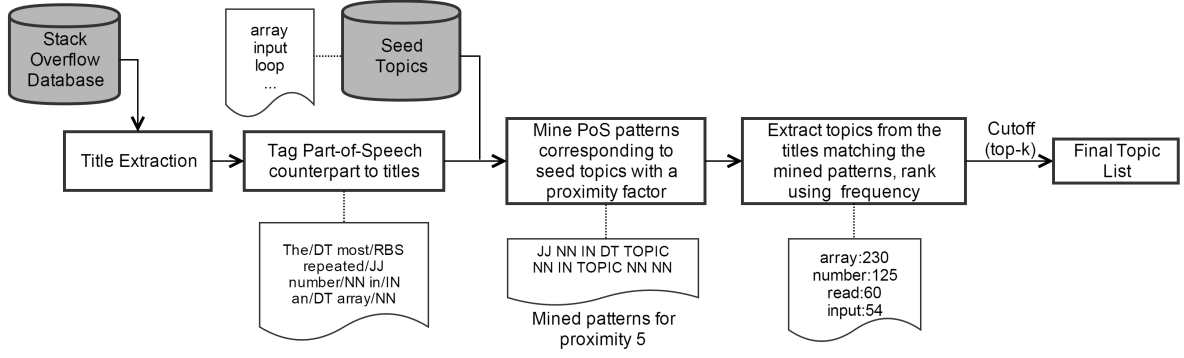 Stack
Overflow
Database
array
input
loop
...
Seed
Topics
Title Extraction
Tag Part-of-Speech
counterpart to titles
Mine PoS patterns
corresponding to
seed topics with a
proximity factor
Extract topics from the
titles matching the
mined patterns, rank
using frequency
Cutoff
(top-k)
Final Topic
List
The/DT most/RBS
repeated/JJ
number/NN in/IN
an/DT array/NN
JJ NN IN DT TOPIC
NN IN TOPIC NN NN
Mined patterns for
proximity 5
array:230
number:125
read:60
input:54